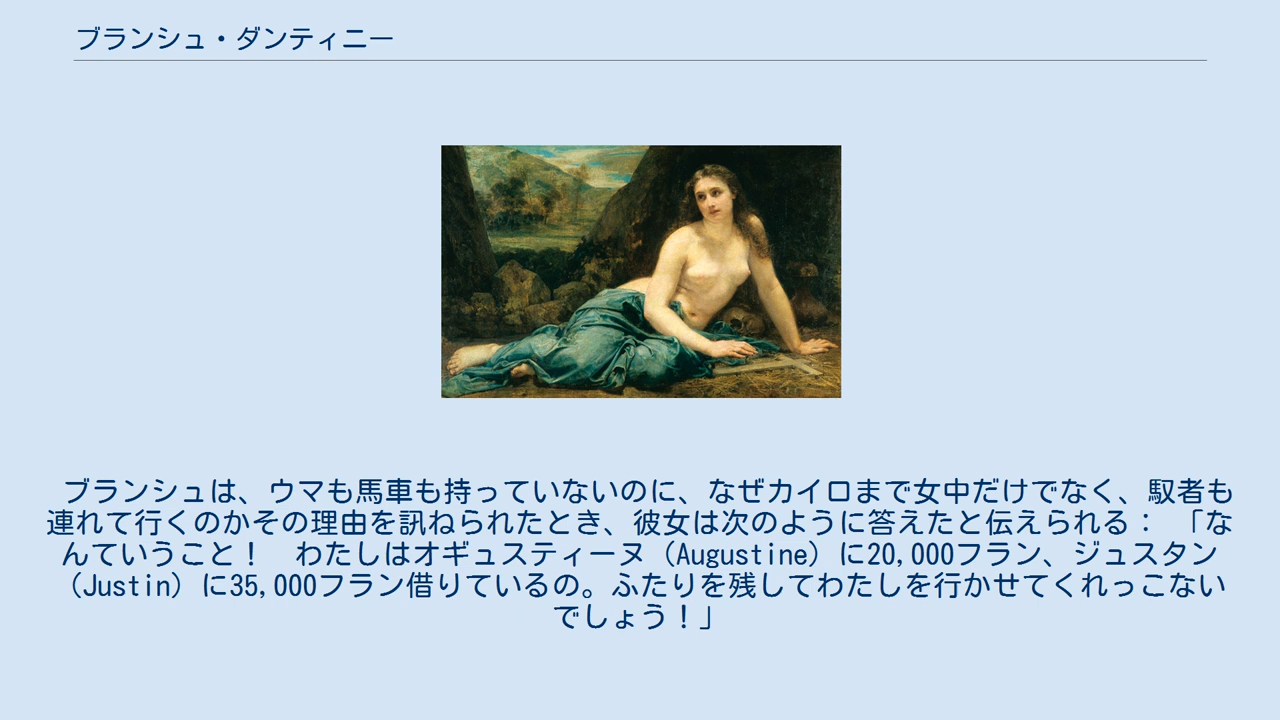 ブランシュ・ダンティニー
ブランシュは、ウマも馬車も持っていないのに、なぜカイロまで女中だけでなく、馭者も
連れて行くのかその理由を訊ねられたとき、彼女は次のように答えたと伝えられる： 「な
んていうこと！　わたしはオギュスティーヌ（Augustine）に20,000フラン、ジュスタン
（Justin）に35,000フラン借りているの。ふたりを残してわたしを行かせてくれっこない
でしょう！」